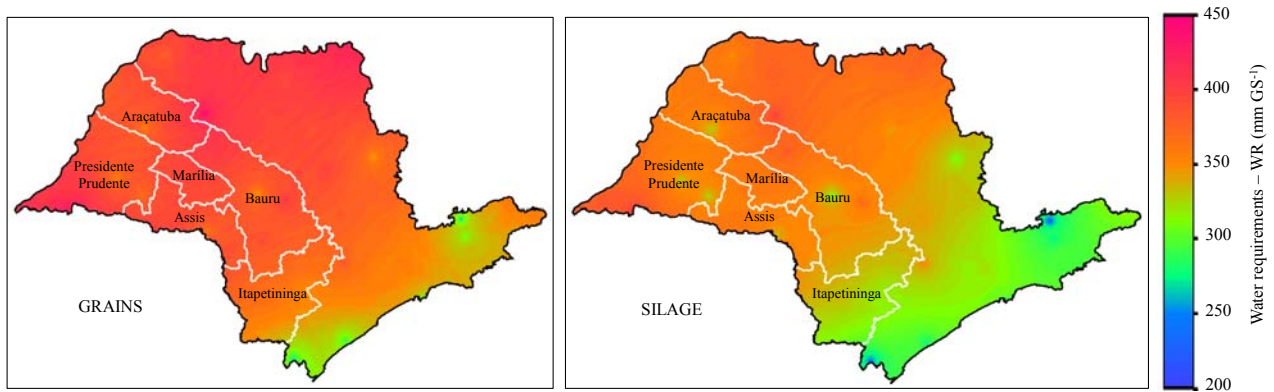 Araçatuba
Presidente
Prudente
Marília
Bauru
Assis
Itapetininga
GRAINS
Araçatuba
Presidente
Prudente
Marília
Bauru
Assis
Itapetininga
SILAGE
450
400
350
300
250
200
Water requirements – WR (mm GS-1)